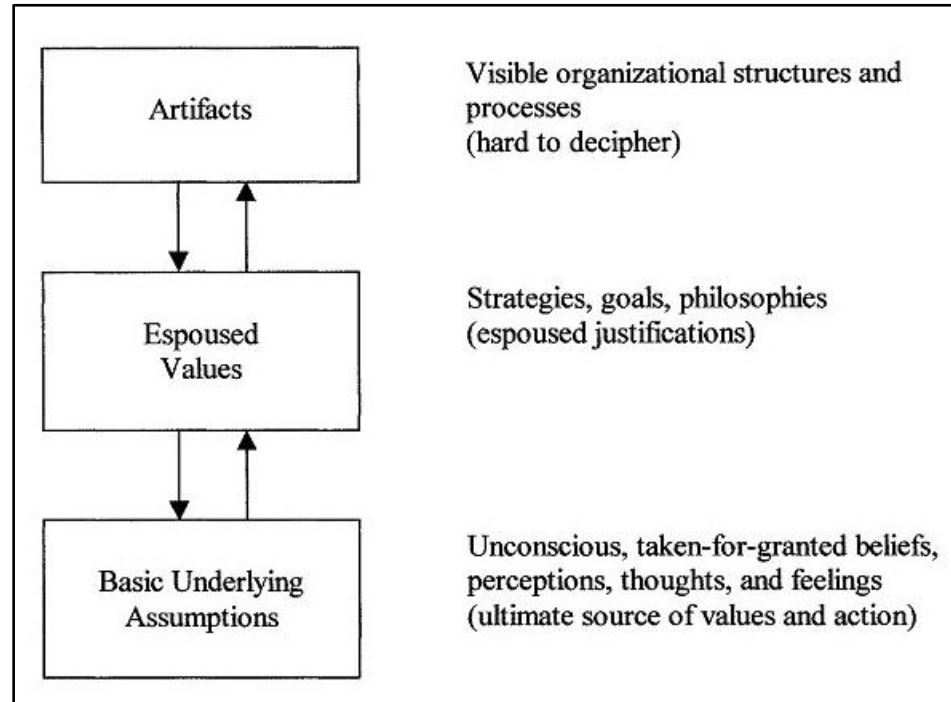 Artifacts
Visible organizational structures and
processes
(hard to decipher)
Espoused
Values
Strategies, goals, philosophies
(espoused justifications)
Basic Underlying
Assumptions
Unconscious, taken-for-granted beliefs,
perceptions, thoughts, and feelings
(ultimate source of values and action)